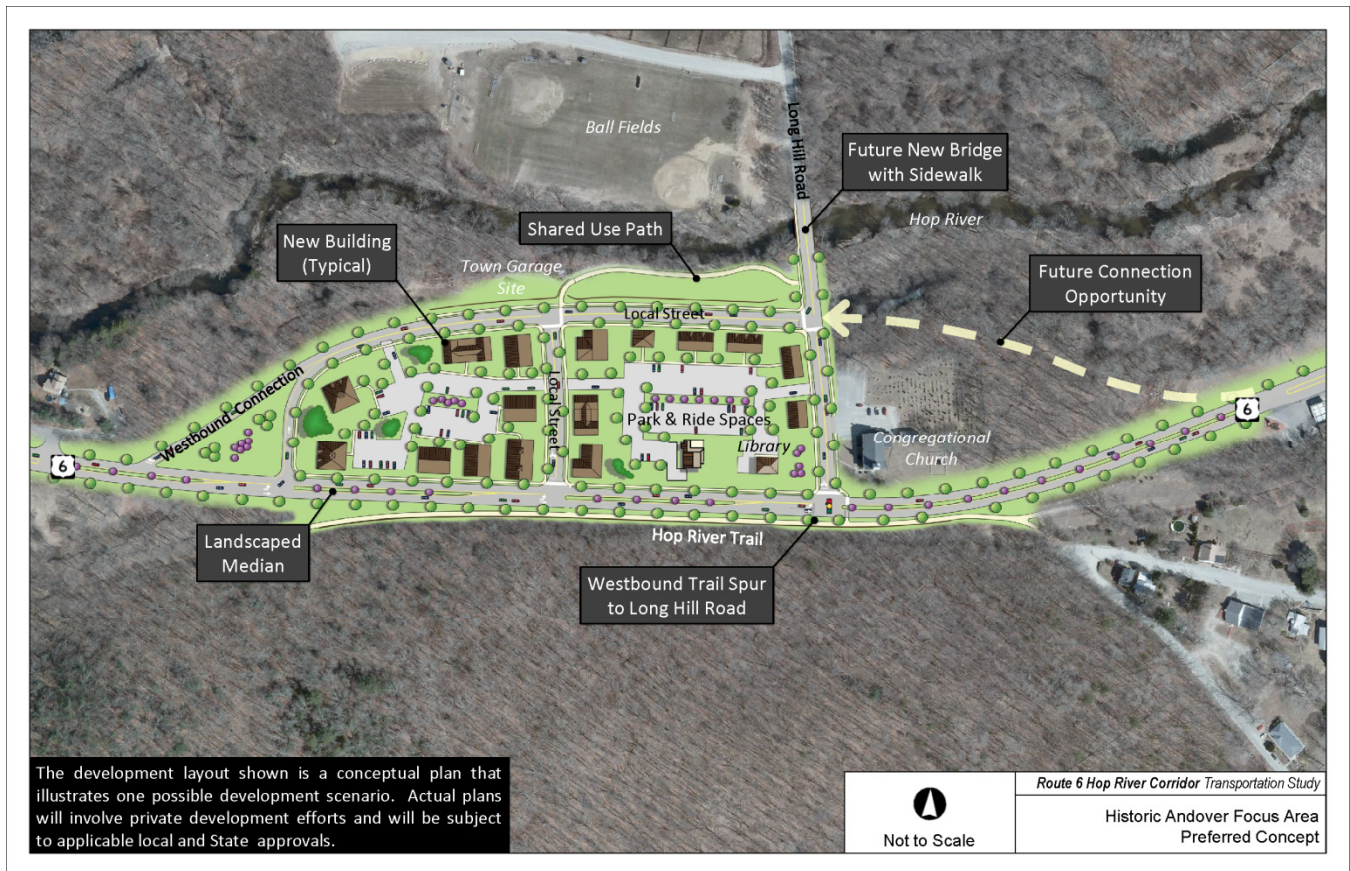 Ball Fields
Long Hill Road
Future New Bridge
with Sidewalk
Hop River
Shared Use Path
New Building
(Typical)
Town Garage
Site
Future Connection
Opportunity
Local Street
Westbound Connection
Local Street
Park & Ride Spaces
Library
Congregational
Church
6
6
Landscaped
Median
Hop River Trail
Westbound Trail Spur
to Long Hill Road
The development layout shown is a conceptual plan that
illustrates one possible development scenario. Actual plans
will involve private development efforts and will be subject
to applicable local and State approvals.
Not to Scale
Route 6 Hop River Corridor Transportation Study
Historic Andover Focus Area
Preferred Concept